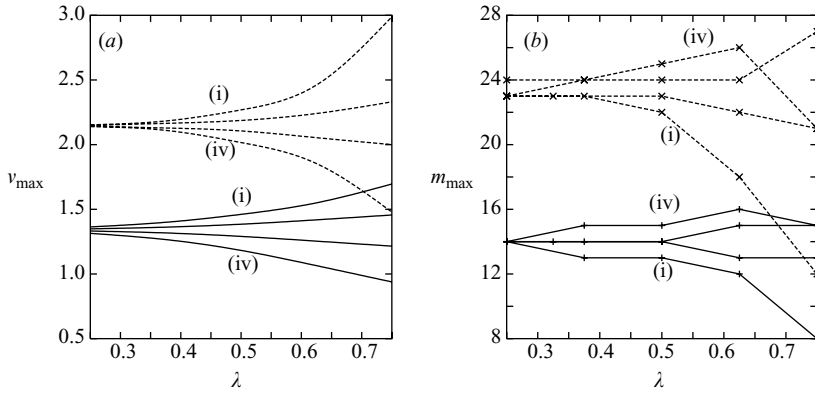 3.0
(a)
2.5
(i)
2.0
(iv)
v_max
1.5
(i)
1.0
(iv)
0.5
0.3 0.4 0.5 0.6 0.7
λ
28
(b)
(iv)
24
20
(i)
m_max
16
(iv)
12
(i)
8
0.3 0.4 0.5 0.6 0.7
λ